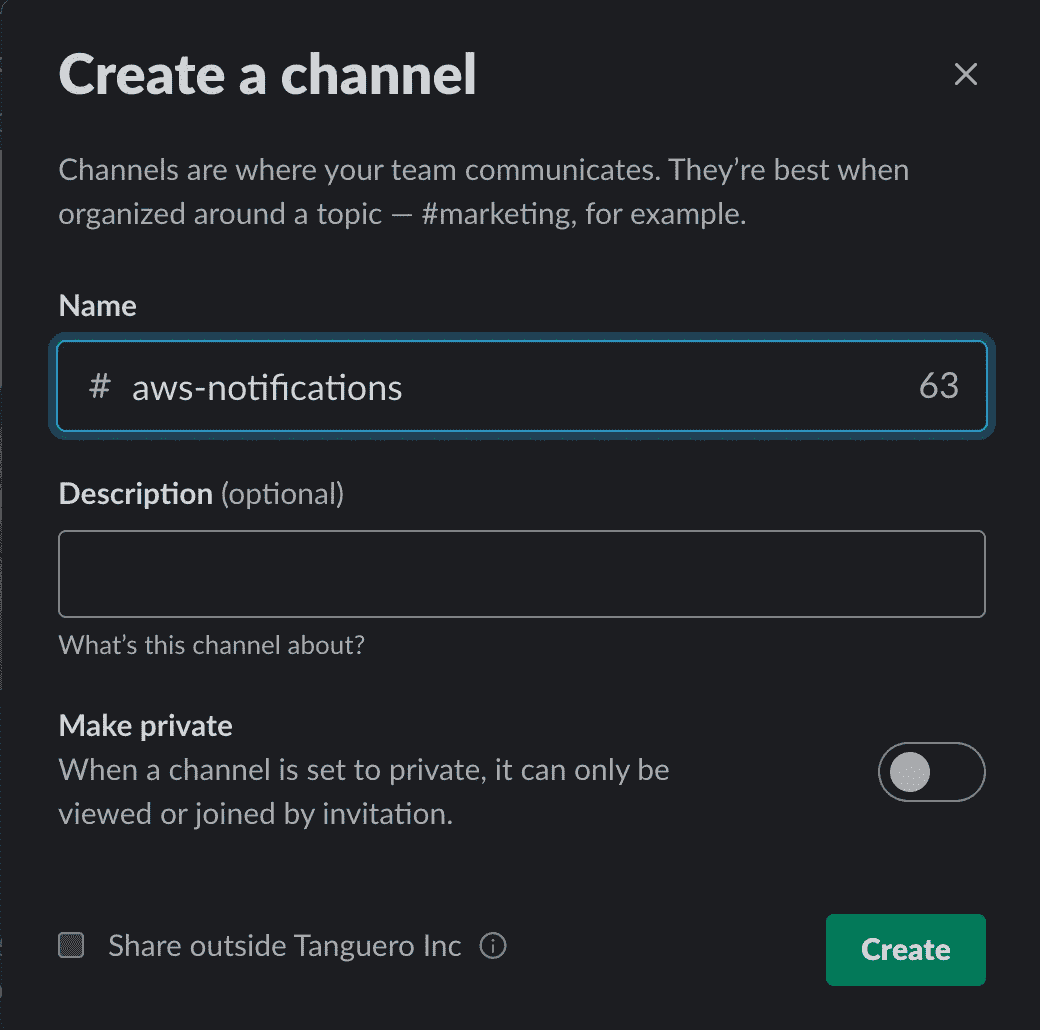 Create a channel
Channels are where your team communicates. They’re best when
organized around a topic — #marketing, for example.
Name
# aws-notifications 63
Description (optional)
What’s this channel about?
Make private
When a channel is set to private, it can only be
viewed or joined by invitation.
Share outside Tanguero Inc
Create